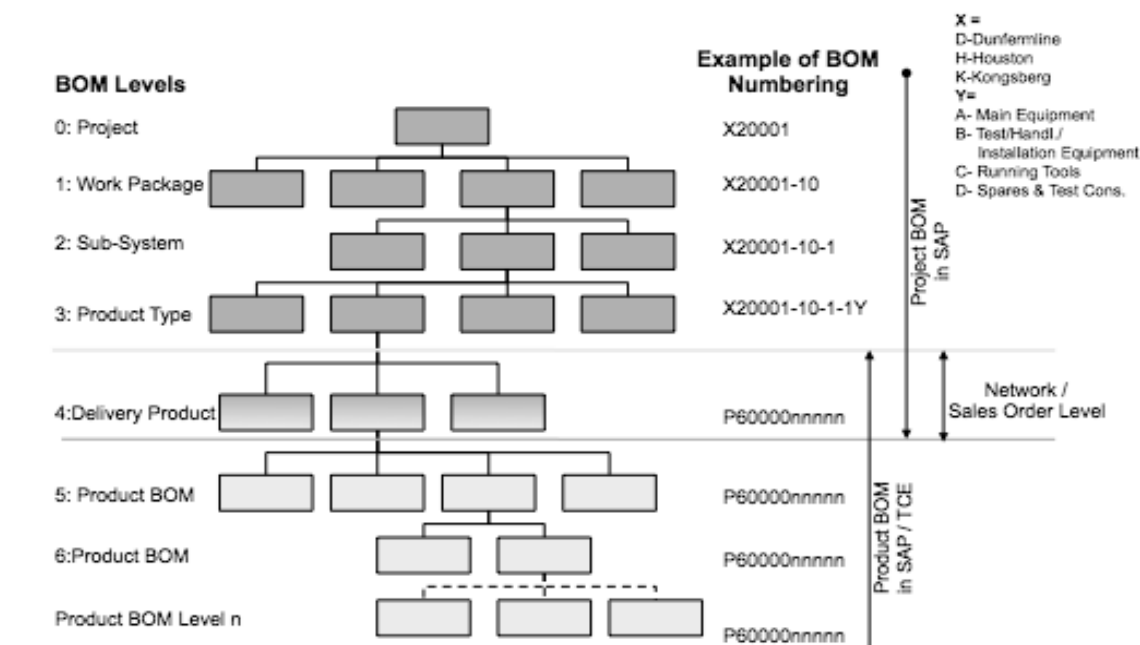 BOM Levels
Example of BOM
Numbering
X =
D-Dunfermline
H-Houston
K-Kongsberg
Y=
A- Main Equipment
B- Test/Handl./
Installation Equipment
C- Running Tools
D- Spares & Test Cons.
0: Project
X20001
1: Work Package
X20001-10
2: Sub-System
X20001-10-1
3: Product Type
X20001-10-1-1Y
Project BOM
in SAP
4:Delivery Product
P60000nnnnn
Network /
Sales Order Level
5: Product BOM
P60000nnnnn
6:Product BOM
P60000nnnnn
Product BOM Level n
P60000nnnnn
Product BOM
in SAP / TCE